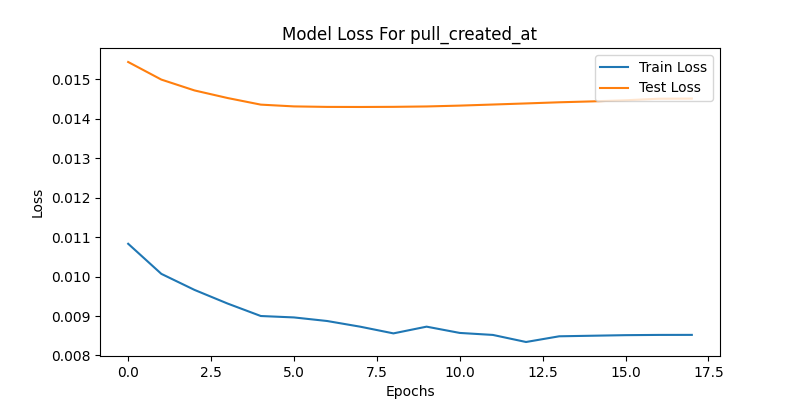 Model Loss For pull_created_at
Train Loss
Test Loss
0.015
0.014
0.013
0.012
0.011
0.010
0.009
0.008
Loss
0.0 2.5 5.0 7.5 10.0 12.5 15.0 17.5
Epochs